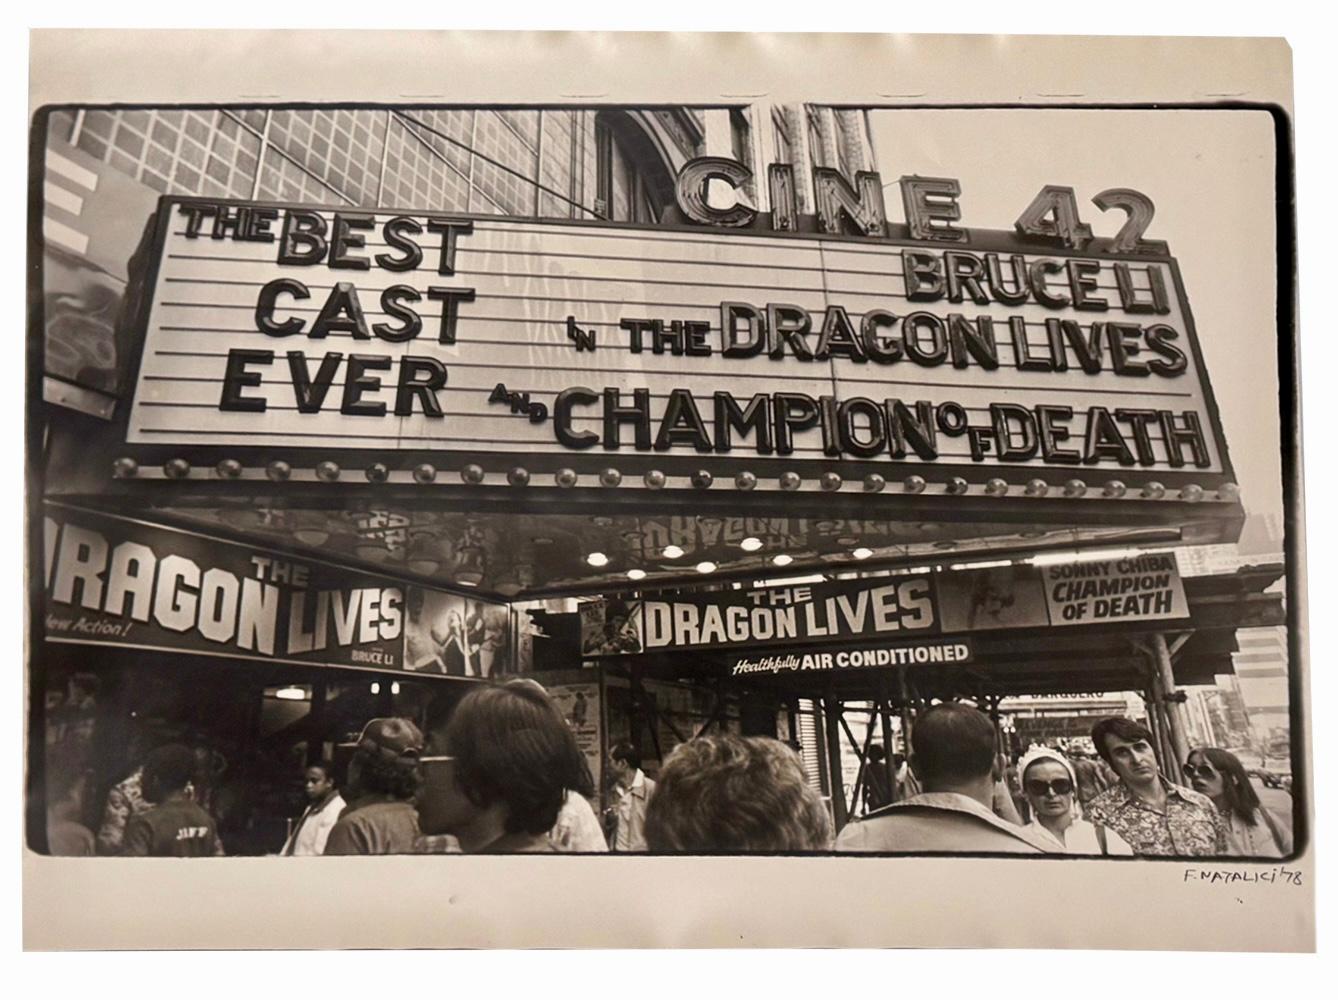 CINE 42
THE BEST
CAST
EVER
BRUCE LI
IN THE DRAGON LIVES
AND CHAMPION OF DEATH
THE
DRAGON LIVES
New Action!
BRUCE LI
THE
DRAGON LIVES
Healthfully AIR CONDITIONED
SONNY CHIBA
CHAMPION
OF DEATH
F. NATALICI '78